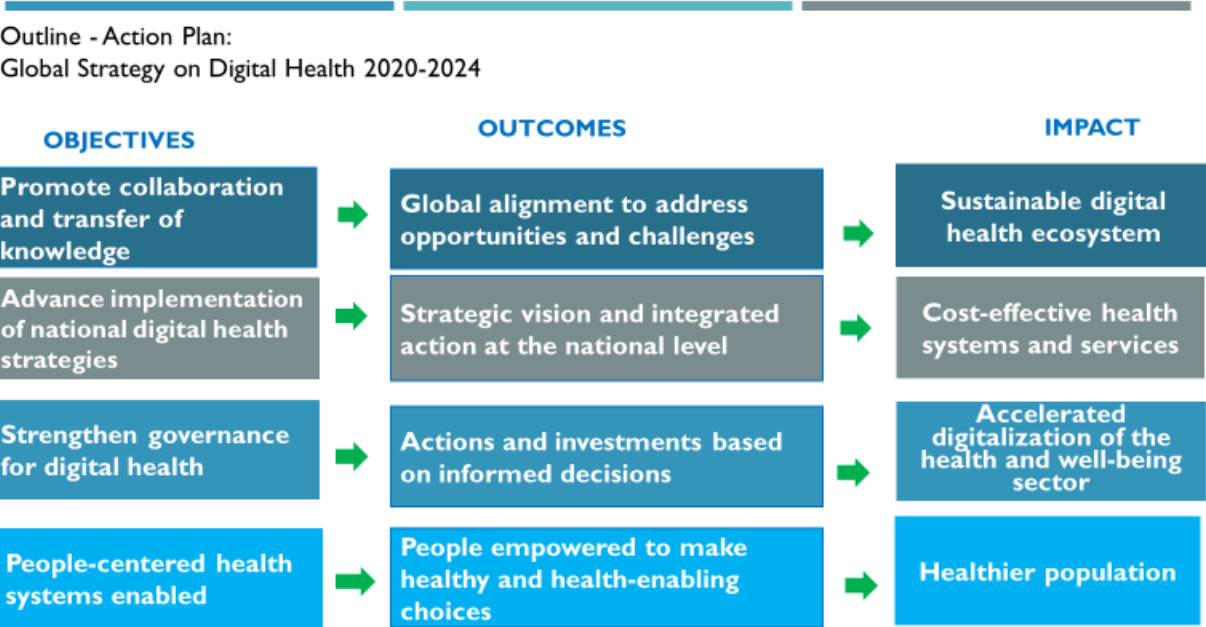 Outline - Action Plan:
Global Strategy on Digital Health 2020-2024
OBJECTIVES
OUTCOMES
IMPACT
Promote collaboration
and transfer of
knowledge
Global alignment to address
opportunities and challenges
Sustainable digital
health ecosystem
Advance implementation
of national digital health
strategies
Strategic vision and integrated
action at the national level
Cost-effective health
systems and services
Strengthen governance
for digital health
Actions and investments based
on informed decisions
Accelerated
digitalization of the
health and well-being
sector
People-centered health
systems enabled
People empowered to make
healthy and health-enabling
choices
Healthier population